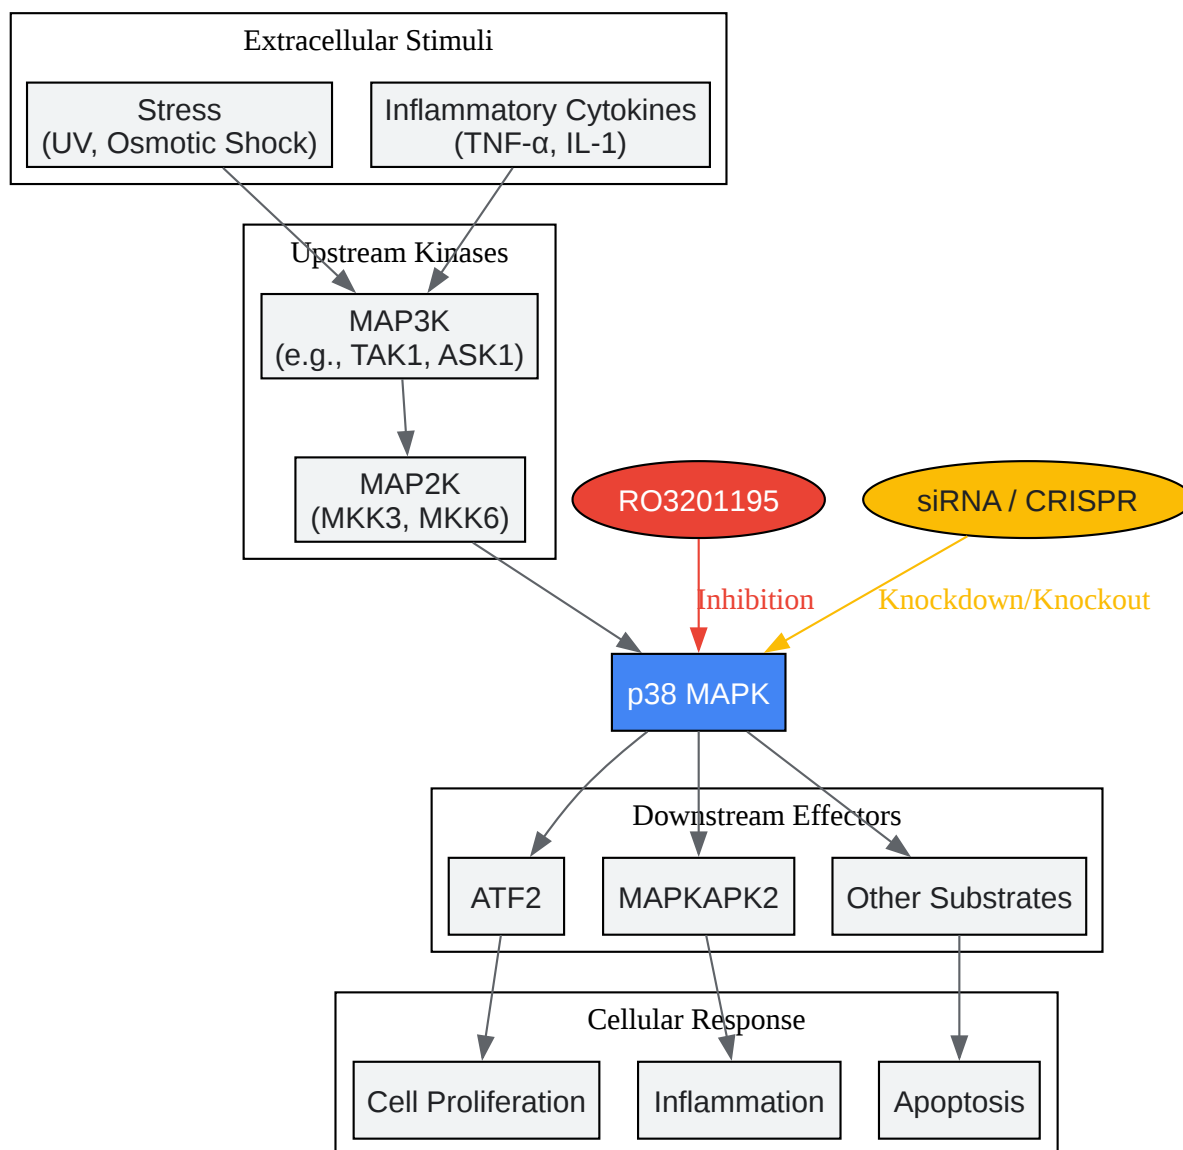 Extracellular Stimuli
Stress
(UV, Osmotic Shock)
Inflammatory Cytokines
(TNF-α, IL-1)
Upstream Kinases
MAP3K
(e.g., TAK1, ASK1)
MAP2K
(MKK3, MKK6)
RO3201195
siRNA / CRISPR
Inhibition
Knockdown/Knockout
p38 MAPK
Downstream Effectors
ATF2
MAPKAPK2
Other Substrates
Cellular Response
Cell Proliferation
Inflammation
Apoptosis